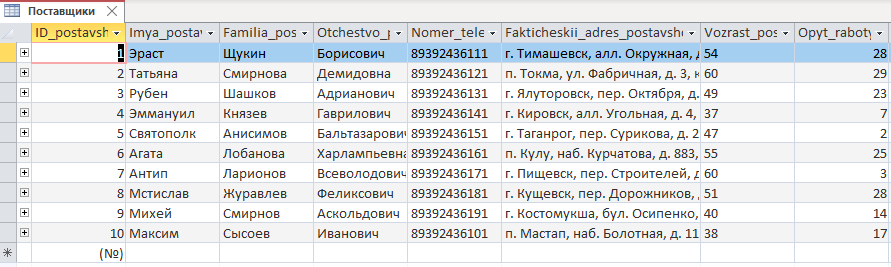 Поставщики
ID_postavsh Imya_postav Familia_pos Otchestvo_p Nomer_tele Fakticheskii_adres_postavshc Vozrast_pos Opyt_raboty
1 Эраст Щукин Борисович 89392436111 г. Тимашевск, алл. Окружная, д 54 28
2 Татьяна Смирнова Демидовна 89392436121 п. Токма, ул. Фабричная, д. 3, к 60 29
3 Рубен Шашков Адрианович 89392436131 г. Ялуторовск, пер. Октября, д. 49 23
4 Эммануил Князев Гаврилович 89392436141 г. Кировск, алл. Угольная, д. 4, 37 7
5 Святополк Анисимов Бальтазарович 89392436151 г. Таганрог, пер. Сурикова, д. 2 47 2
6 Агата Лобанова Харлампьевна 89392436161 п. Кулу, наб. Курчатова, д. 883, 55 25
7 Антип Ларионов Всеволодович 89392436171 г. Пищевск, пер. Строителей, д 60 3
8 Мстислав Журавлев Феликсович 89392436181 г. Кущевск, пер. Дорожников, 51 28
9 Михей Смирнов Аскольдович 89392436191 г. Костомукша, бул. Осипенко, 40 14
10 Максим Сысоев Иванович 89392436101 п. Мастап, наб. Болотная, д. 11 38 17
(№)